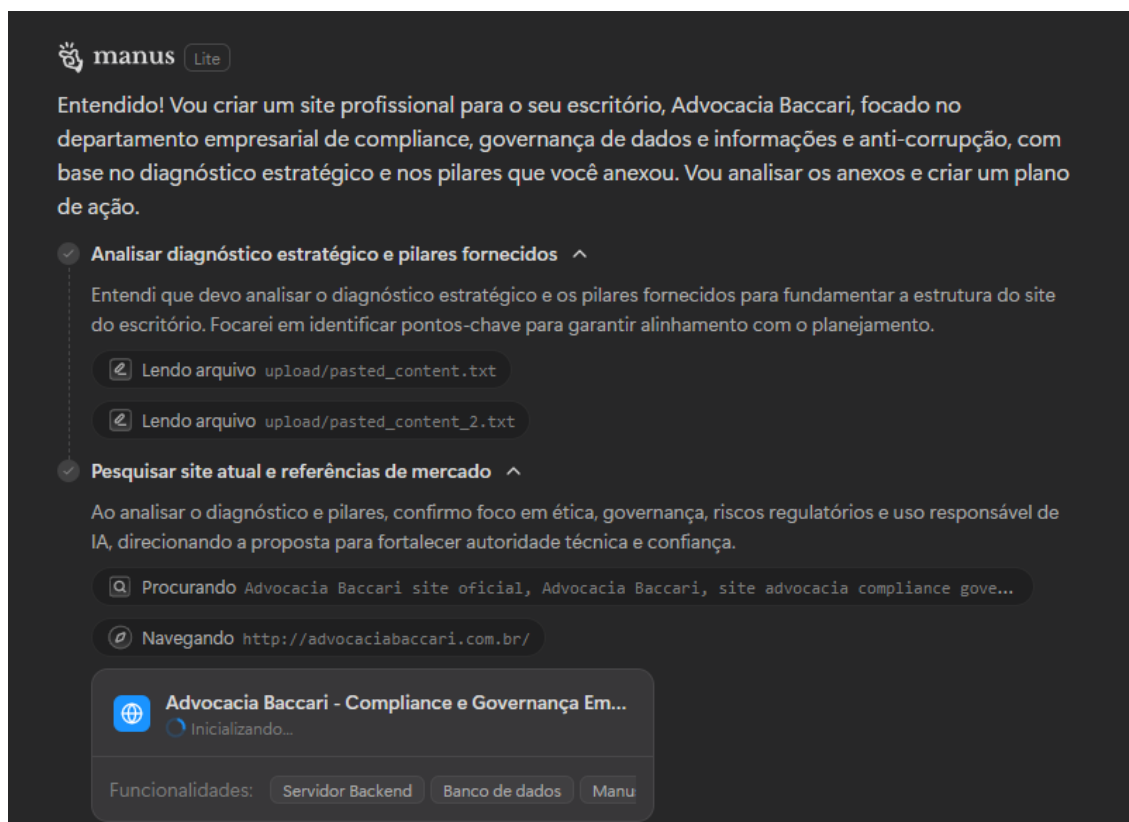 manus Lite
Entendido! Vou criar um site profissional para o seu escritório, Advocacia Baccari, focado no
departamento empresarial de compliance, governança de dados e informações e anti-corrupção, com
base no diagnóstico estratégico e nos pilares que você anexou. Vou analisar os anexos e criar um plano
de ação.
Analisar diagnóstico estratégico e pilares fornecidos
Entendi que devo analisar o diagnóstico estratégico e os pilares fornecidos para fundamentar a estrutura do site
do escritório. Focarei em identificar pontos-chave para garantir alinhamento com o planejamento.
Lendo arquivo upload/pasted_content.txt
Lendo arquivo upload/pasted_content_2.txt
Pesquisar site atual e referências de mercado
Ao analisar o diagnóstico e pilares, confirmo foco em ética, governança, riscos regulatórios e uso responsável de
IA, direcionando a proposta para fortalecer autoridade técnica e confiança.
Procurando Advocacia Baccari site oficial, Advocacia Baccari, site advocacia compliance gove...
Navegando http://advocaciabaccari.com.br/
Advocacia Baccari - Compliance e Governança Em...
Inicializando...
Funcionalidades: Servidor Backend Banco de dados Manu